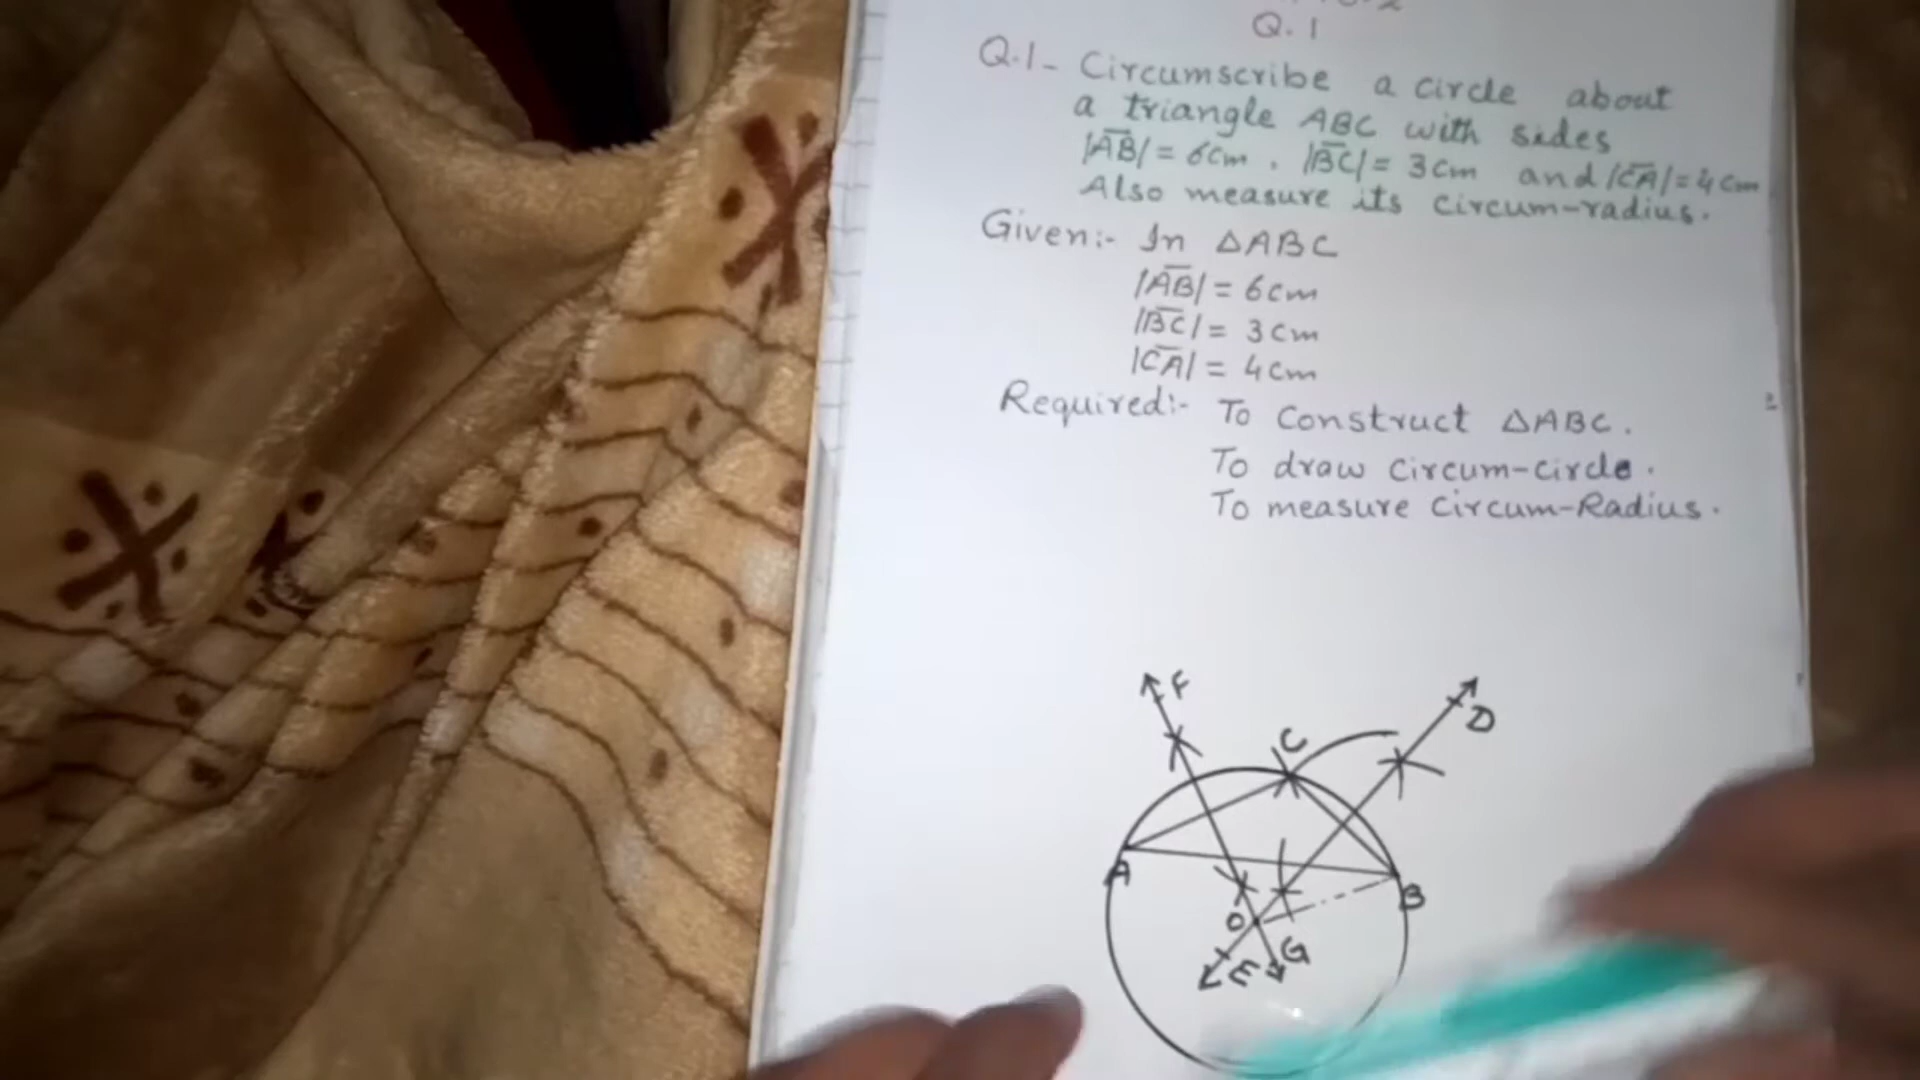 Q.1
Q.1- Circumscribe a circle about
a triangle ABC with sides
|AB̅|= 6cm . |BC̅|= 3cm and |CA̅|=4cm
Also measure its circum-radius.
Given:- In △ABC
|AB̅| = 6cm
|BC̅| = 3cm
|CA̅| = 4cm
Required:- To Construct △ABC.
To draw Circum-Circle.
To measure Circum-Radius.
F
D
C
A
B
O
G
E